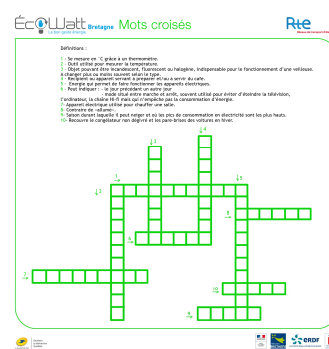 ÉCOWatt Bretagne Mots croisés
Le bon geste énergie
Rte
Définitions :
1 - Se mesure en °C grâce à un thermomètre.
2 - Outil utilisé pour mesurer la température.
3 - Objet pouvant être incandescent, fluorescent ou halogène, indispensable pour le fonctionnement d'une veilleuse.
A changer plus ou moins souvent selon le type.
4 - Récipient ou appareil servant à préparer et/ou à servir du café.
5 - Energie qui permet de faire fonctionner les appareils électriques.
6 - Peut indiquer : - le jour précédant un autre jour
- mode situé entre marche et arrêt, souvent utilisé pour éviter d'éteindre la télévision,
l'ordinateur, la chaîne Hi-fi mais qui n'empêche pas la consommation d'énergie.
7- Appareil électrique utilisé pour chauffer une salle.
8- Contraire de «allumé».
9- Saison durant laquelle il peut neiger et où les pics de consommation en électricité sont les plus hauts.
10- Recouvre le congélateur non dégivré et les pare-brises des voitures en hiver.
4
3
1
5
2
8
6
7
10
9
ERDF